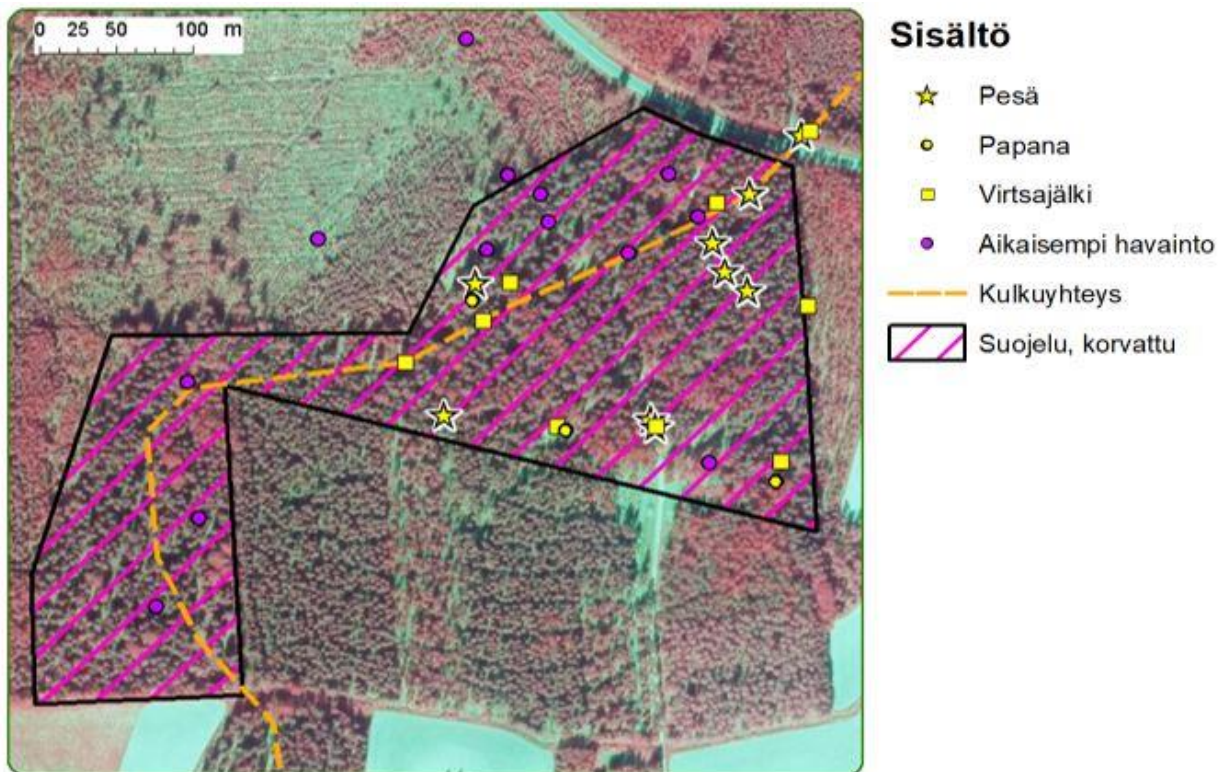 0 25 50 100 m
Sisältö
Pesä
Papana
Virtsajälki
Aikaisempi havainto
Kulkuyhteys
Suojelu, korvattu